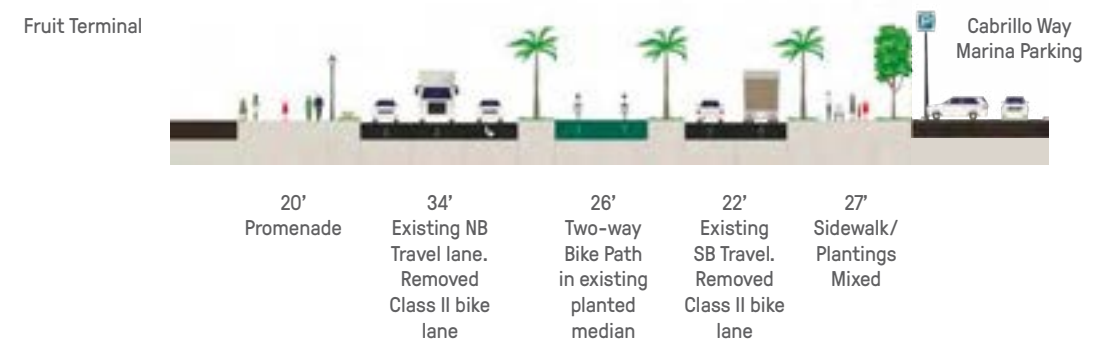 Fruit Terminal
Cabrillo Way
Marina Parking
20’
Promenade
34’
Existing NB
Travel lane.
Removed
Class II bike
lane
26’
Two-way
Bike Path
in existing
planted
median
22’
Existing
SB Travel.
Removed
Class II bike
lane
27’
Sidewalk/
Plantings
Mixed